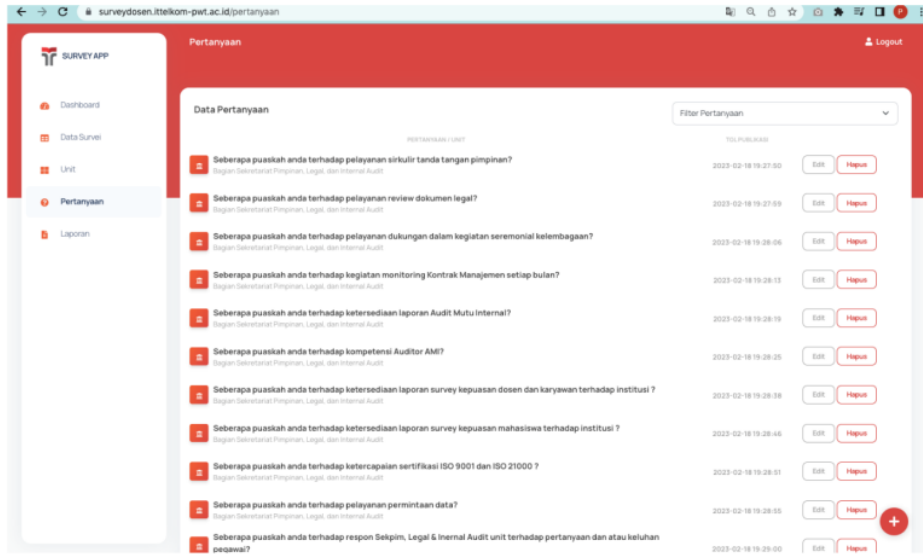 surveydosen.ittelkom-pwt.ac.id/pertanyaan
P
SURVEY APP
Pertanyaan
Logout
Dashboard
Data Survei
Unit
Pertanyaan
Laporan
Data Pertanyaan
Filter Pertanyaan
PERTANYAAN / UNIT
TGL PUBLIKASI
Seberapa puaskah anda terhadap pelayanan sirkulir tanda tangan pimpinan?
Bagian Sekretariat Pimpinan, Legal, dan Internal Audit
2023-02-18 19:27:50
Edit
Hapus
Seberapa puaskah anda terhadap pelayanan review dokumen legal?
Bagian Sekretariat Pimpinan, Legal, dan Internal Audit
2023-02-18 19:27:59
Edit
Hapus
Seberapa puaskah anda terhadap pelayanan dukungan dalam kegiatan seremonial kelembagaan?
Bagian Sekretariat Pimpinan, Legal, dan Internal Audit
2023-02-18 19:28:06
Edit
Hapus
Seberapa puaskah anda terhadap kegiatan monitoring Kontrak Manajemen setiap bulan?
Bagian Sekretariat Pimpinan, Legal, dan Internal Audit
2023-02-18 19:28:13
Edit
Hapus
Seberapa puaskah anda terhadap ketersediaan laporan Audit Mutu Internal?
Bagian Sekretariat Pimpinan, Legal, dan Internal Audit
2023-02-18 19:28:19
Edit
Hapus
Seberapa puaskah anda terhadap kompetensi Auditor AMI?
Bagian Sekretariat Pimpinan, Legal, dan Internal Audit
2023-02-18 19:28:25
Edit
Hapus
Seberapa puaskah anda terhadap ketersediaan laporan survey kepuasan dosen dan karyawan terhadap institusi ?
Bagian Sekretariat Pimpinan, Legal, dan Internal Audit
2023-02-18 19:28:38
Edit
Hapus
Seberapa puaskah anda terhadap ketersediaan laporan survey kepuasan mahasiswa terhadap institusi ?
Bagian Sekretariat Pimpinan, Legal, dan Internal Audit
2023-02-18 19:28:46
Edit
Hapus
Seberapa puaskah anda terhadap ketercapaian sertifikasi ISO 9001 dan ISO 21000 ?
Bagian Sekretariat Pimpinan, Legal, dan Internal Audit
2023-02-18 19:28:51
Edit
Hapus
Seberapa puaskah anda terhadap pelayanan permintaan data?
Bagian Sekretariat Pimpinan, Legal, dan Internal Audit
2023-02-18 19:28:55
Edit
Hapus
Seberapa puaskah anda terhadap respon Sekpim, Legal & Inernal Audit unit terhadap pertanyaan dan atau keluhan
pegawai?
2023-02-18 19:29:00
Edit
Hapus